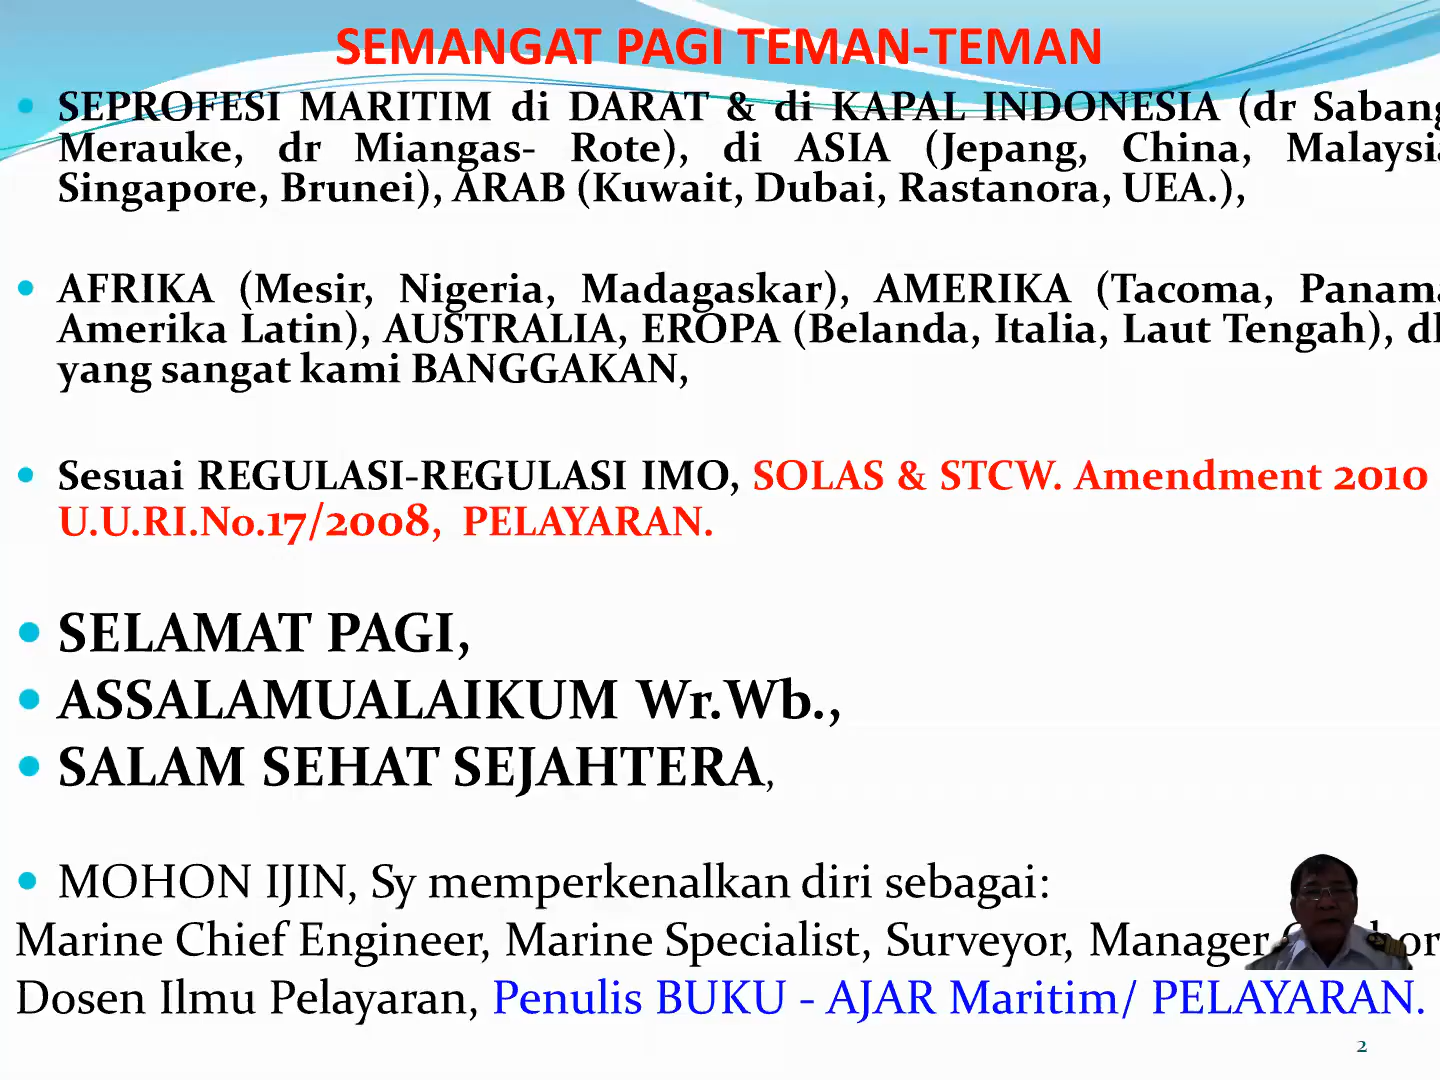 SEMANGAT PAGI TEMAN-TEMAN
SEPROFESI MARITIM di DARAT & di KAPAL INDONESIA (dr Sabang
Merauke, dr Miangas- Rote), di ASIA (Jepang, China, Malaysia
Singapore, Brunei), ARAB (Kuwait, Dubai, Rastanora, UEA.),
AFRIKA (Mesir, Nigeria, Madagaskar), AMERIKA (Tacoma, Panama
Amerika Latin), AUSTRALIA, EROPA (Belanda, Italia, Laut Tengah),
yang sangat kami BANGGAKAN,
Sesuai REGULASI-REGULASI IMO, SOLAS & STCW. Amendment 2010
U.U.RI.No.17/2008, PELAYARAN.
SELAMAT PAGI,
ASSALAMUALAIKUM Wr.Wb.,
SALAM SEHAT SEJAHTERA,
MOHON IJIN, Sy memperkenalkan diri sebagai:
Marine Chief Engineer, Marine Specialist, Surveyor, Manager
Dosen Ilmu Pelayaran, Penulis BUKU - AJAR Maritim/ PELAYARAN.
2